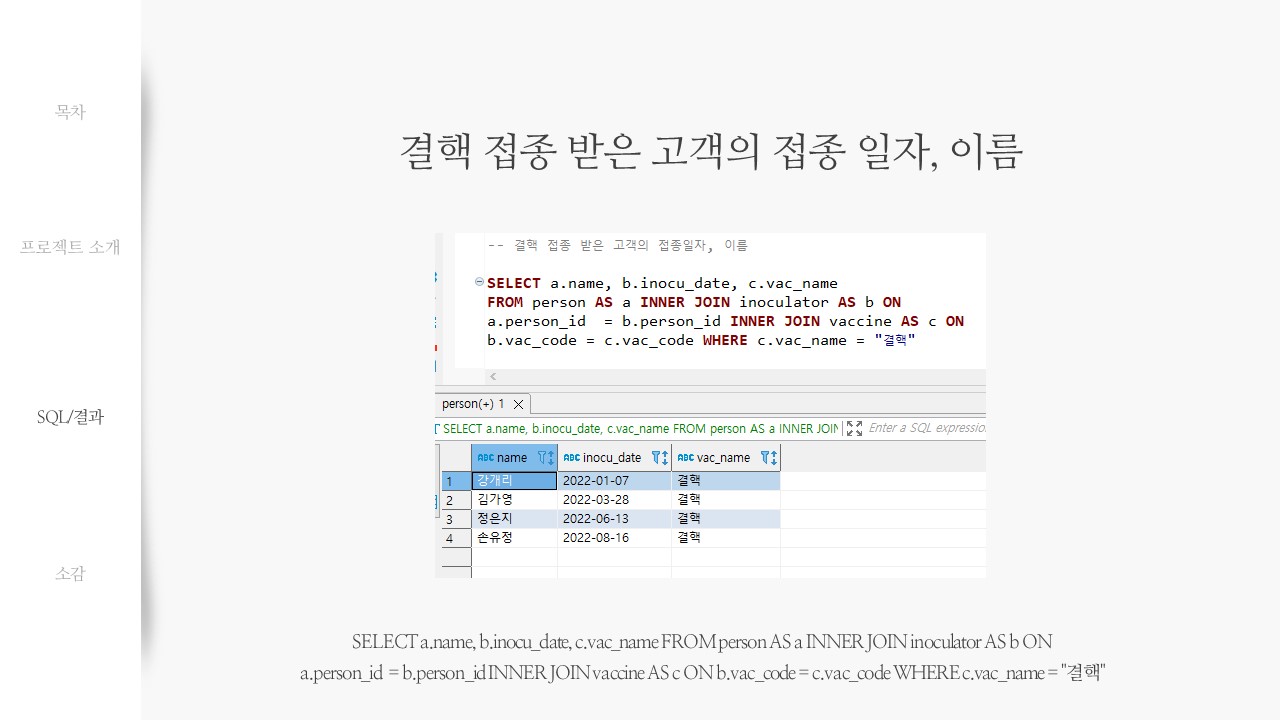 목차
프로젝트 소개
SQL/결과
소감
결핵 접종 받은 고객의 접종 일자, 이름
-- 결핵 접종 받은 고객의 접종일자, 이름
SELECT a.name, b.inocu_date, c.vac_name
FROM person AS a INNER JOIN inoculator AS b ON
a.person_id  = b.person_id INNER JOIN vaccine AS c ON
b.vac_code = c.vac_code WHERE c.vac_name = "결핵"
person(+) 1
SELECT a.name, b.inocu_date, c.vac_name FROM person AS a INNER JOIN Enter a SQL expression
ABC name ABC inocu_date ABC vac_name
1 강개리 2022-01-07 결핵
2 김가영 2022-03-28 결핵
3 정은지 2022-06-13 결핵
4 손유정 2022-08-16 결핵
SELECT a.name, b.inocu_date, c.vac_name FROM person AS a INNER JOIN inoculator AS b ON
a.person_id = b.person_id INNER JOIN vaccine AS c ON b.vac_code = c.vac_code WHERE c.vac_name = "결핵"